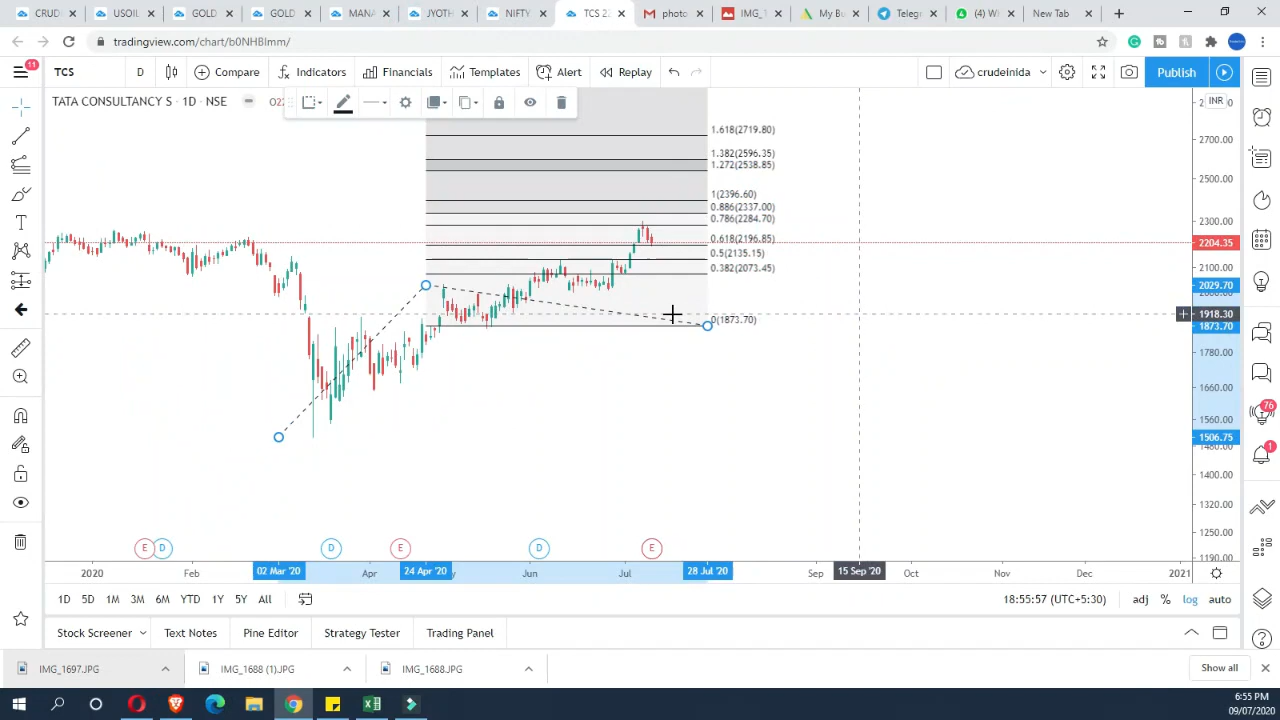 CRUD
USOIL
GOLD
GOLD
MANA
JYOTH
NIFTY
TCS 22
photo
IMG_1
My Bu
Telegr
(4) W
New Tab
tradingview.com/chart/b0NHBImm/
11
TCS
D
Compare
Indicators
Financials
Templates
Alert
Replay
crudeinida
Publish
TATA CONSULTANCY S · 1D · NSE
INR
1.618(2719.80)
1.382(2596.35)
1.272(2538.85)
1(2396.60)
0.886(2337.00)
0.786(2284.70)
0.618(2196.85)
0.5(2135.15)
0.382(2073.45)
0(1873.70)
2700.00
2500.00
2300.00
2204.35
2100.00
2029.70
1918.30
1873.70
1780.00
1660.00
1560.00
1506.75
1480.00
1400.00
1320.00
1250.00
1190.00
76
1
E
D
D
E
D
E
2020
Feb
02 Mar '20
Apr
24 Apr '20
Jun
Jul
28 Jul '20
Sep
15 Sep '20
Oct
Nov
Dec
2021
1D
5D
1M
3M
6M
YTD
1Y
5Y
All
18:55:57 (UTC+5:30)
adj
%
log
auto
Stock Screener
Text Notes
Pine Editor
Strategy Tester
Trading Panel
IMG_1697.JPG
IMG_1688 (1).JPG
IMG_1688.JPG
Show all
6:55 PM
09/07/2020